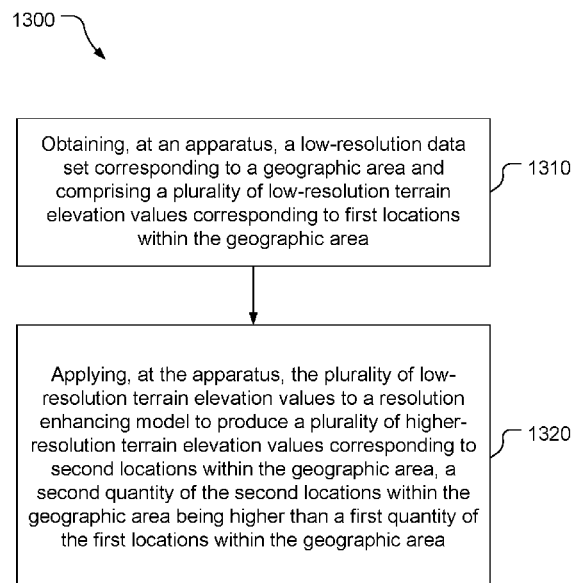 1300
Obtaining, at an apparatus, a low-resolution data
set corresponding to a geographic area and
comprising a plurality of low-resolution terrain
elevation values corresponding to first locations
within the geographic area
1310
Applying, at the apparatus, the plurality of low-
resolution terrain elevation values to a resolution
enhancing model to produce a plurality of higher-
resolution terrain elevation values corresponding to
second locations within the geographic area, a
second quantity of the second locations within the
geographic area being higher than a first quantity of
the first locations within the geographic area
1320